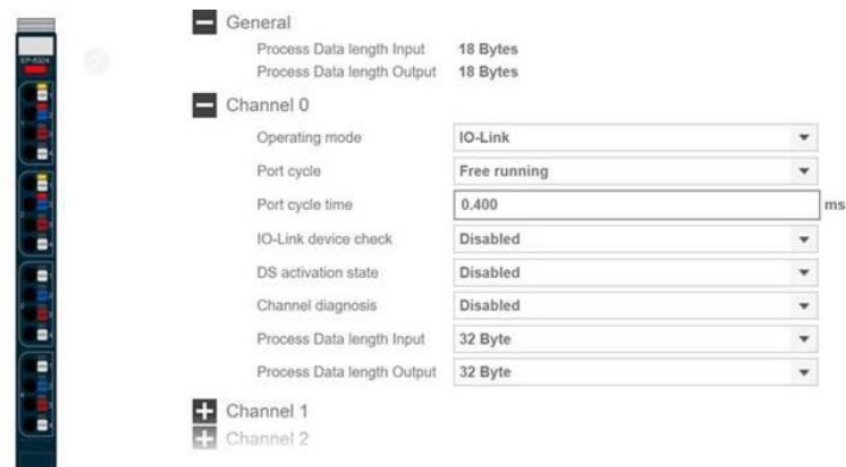 General
Process Data length Input 18 Bytes
Process Data length Output 18 Bytes
Channel 0
Operating mode IO-Link
Port cycle Free running
Port cycle time 0.400 ms
IO-Link device check Disabled
DS activation state Disabled
Channel diagnosis Disabled
Process Data length Input 32 Byte
Process Data length Output 32 Byte
Channel 1
Channel 2